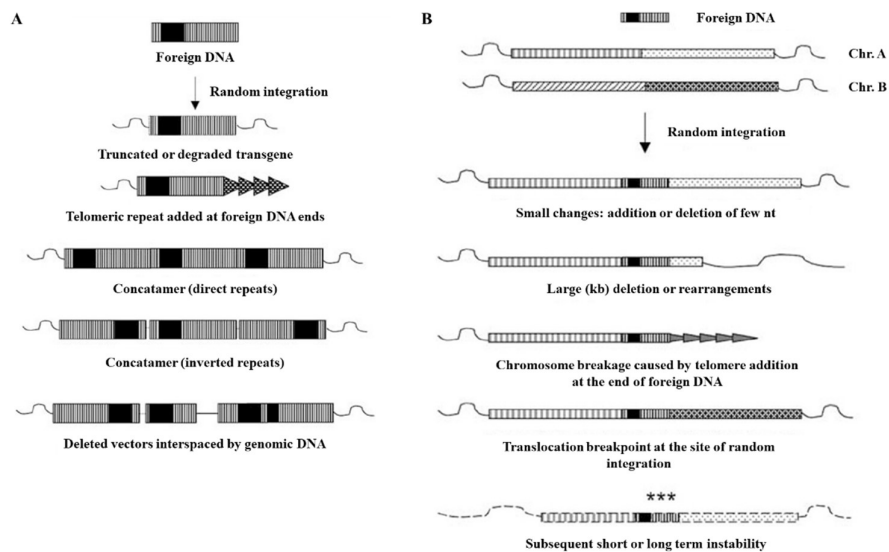 A
Foreign DNA
Random integration
Truncated or degraded transgene
Telomeric repeat added at foreign DNA ends
Concatamer (direct repeats)
Concatamer (inverted repeats)
Deleted vectors interspaced by genomic DNA
B
Foreign DNA
Chr. A
Chr. B
Random integration
Small changes: addition or deletion of few nt
Large (kb) deletion or rearrangements
Chromosome breakage caused by telomere addition
at the end of foreign DNA
Translocation breakpoint at the site of random
integration
***
Subsequent short or long term instability